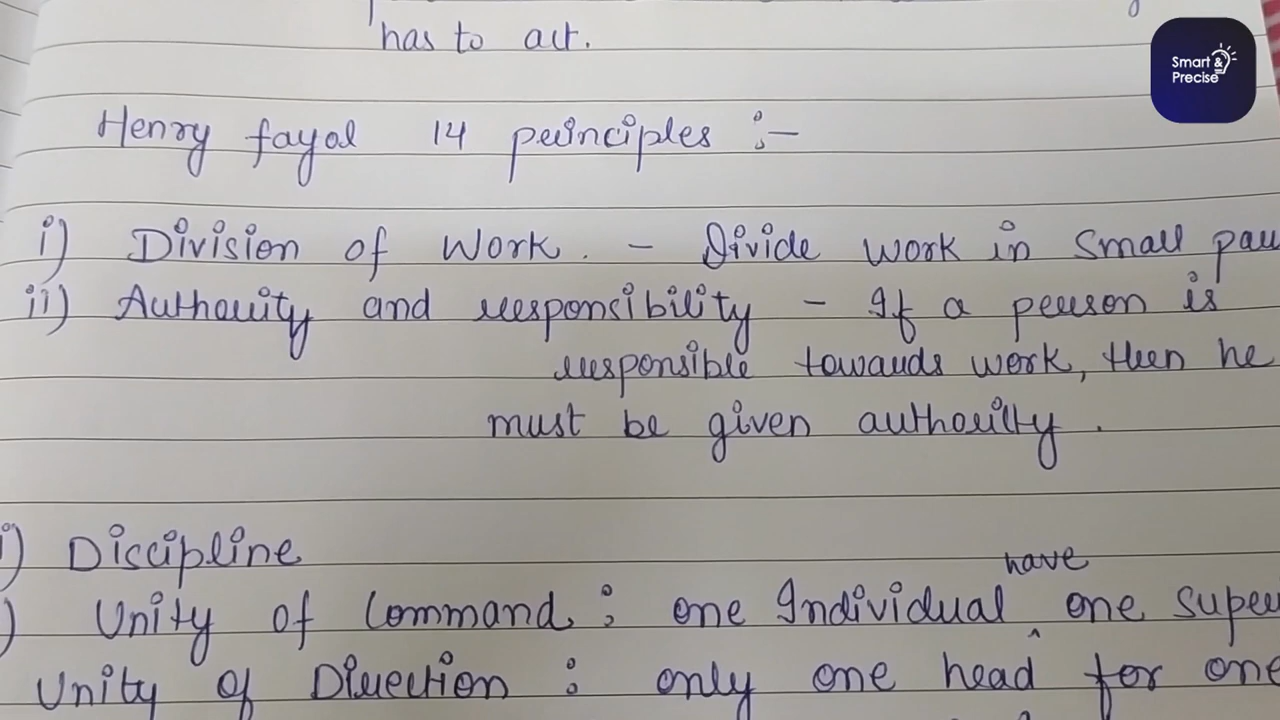 has to act.
Smart &
Precise
Henry fayol 14 principles :-
i) Division of Work. - Divide work in small
ii) Authority and responsibility - If a person is
responsible towards work, then he
must be given authority.
i) Discipline
) Unity of Command : one Individual have one
Unity of Direction : only one head for one